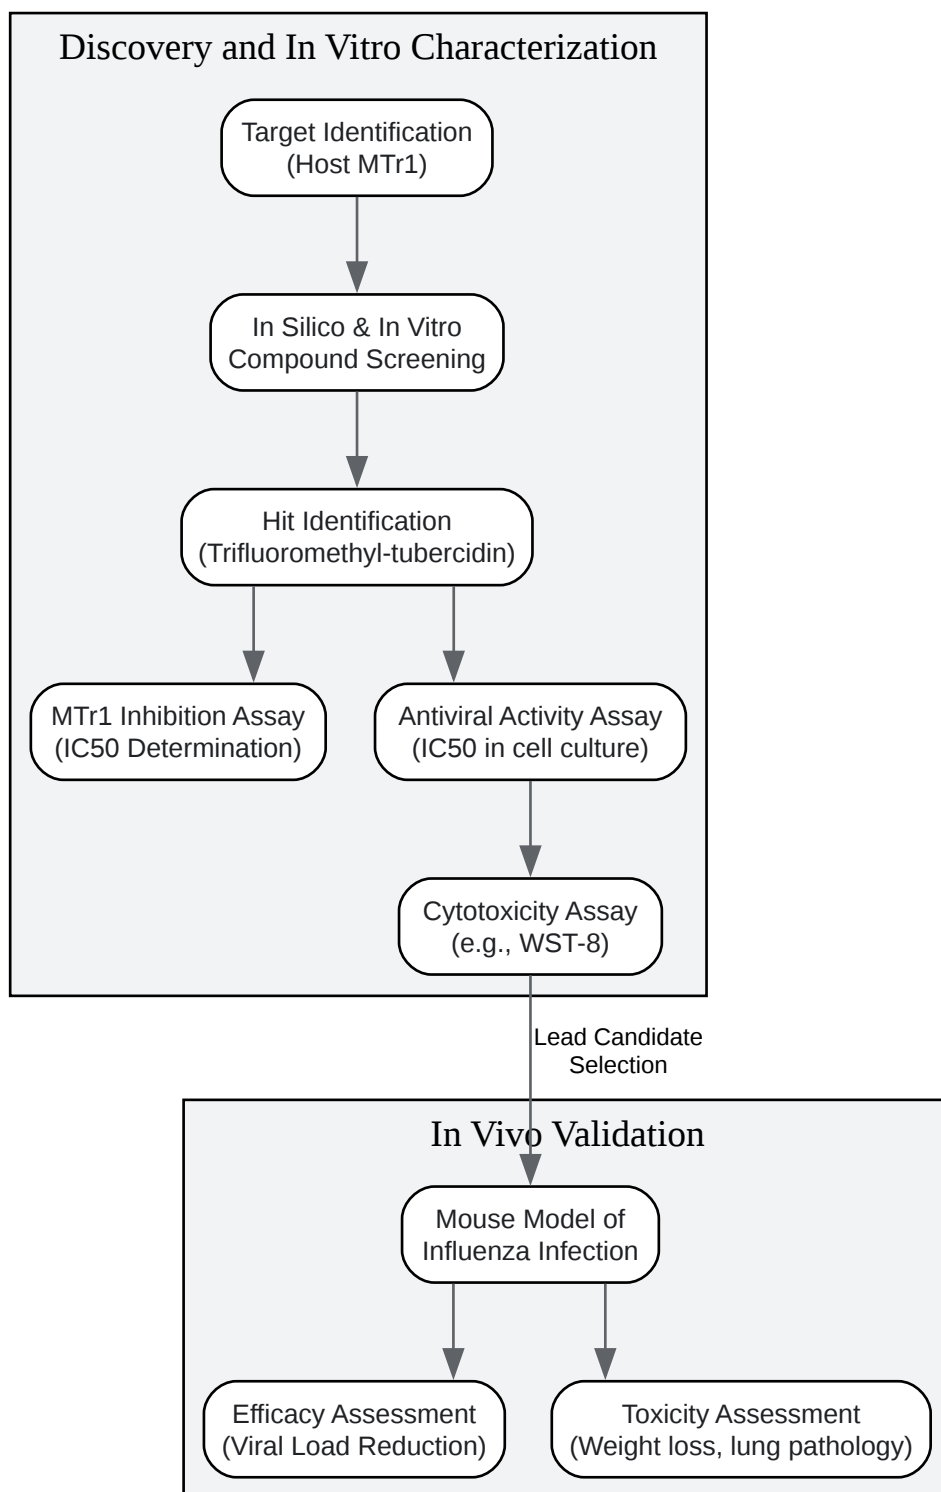 Discovery and In Vitro Characterization
Target Identification
(Host MTr1)
In Silico & In Vitro
Compound Screening
Hit Identification
(Trifluoromethyl-tubercidin)
MTr1 Inhibition Assay
(IC50 Determination)
Antiviral Activity Assay
(IC50 in cell culture)
Cytotoxicity Assay
(e.g., WST-8)
Lead Candidate
Selection
In Vivo Validation
Mouse Model of
Influenza Infection
Efficacy Assessment
(Viral Load Reduction)
Toxicity Assessment
(Weight loss, lung pathology)